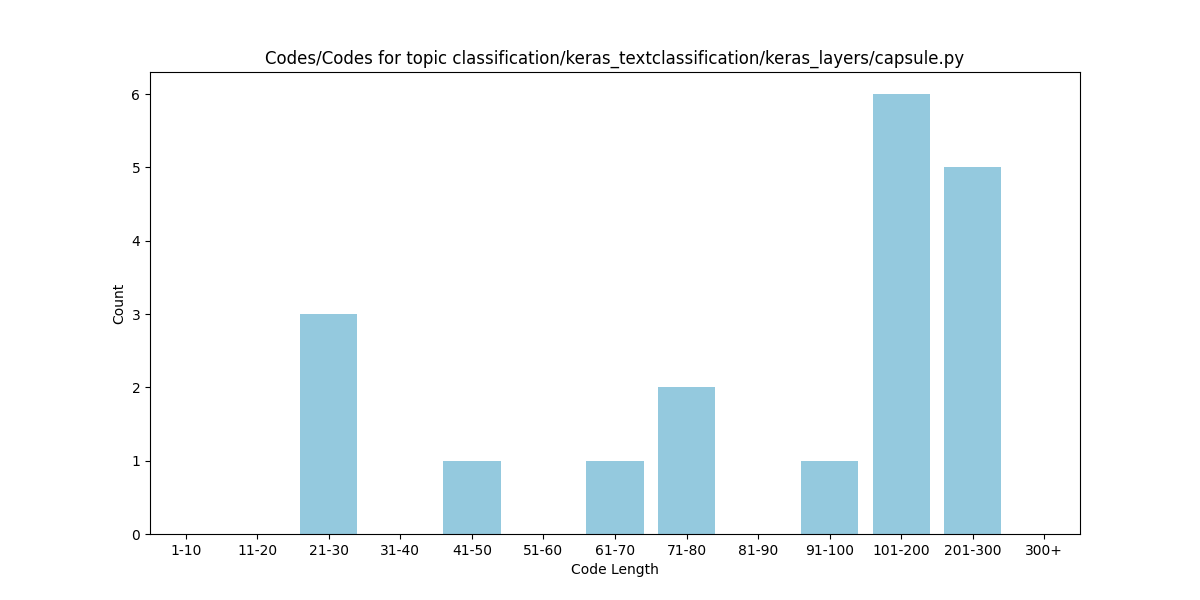 Codes/Codes for topic classification/keras_textclassification/keras_layers/capsule.py
6
5
4
3
2
1
0
Count
1-10 11-20 21-30 31-40 41-50 51-60 61-70 71-80 81-90 91-100 101-200 201-300 300+
Code Length